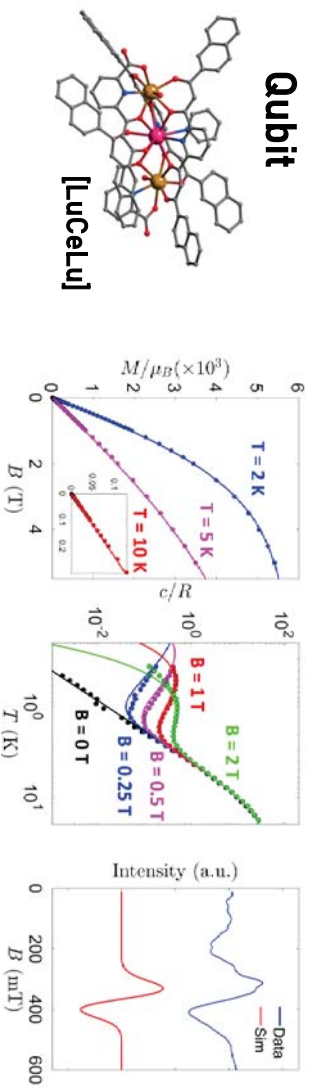 Qubit
[LuCeLu]
M/μB(×10³)
6
5
4
3
2
1
0
T = 2 K
T = 5 K
T = 10 K
0.1
0.05
0
0.1
0.2
0
2
4
B (T)
c/R
10²
10⁰
10⁻²
B = 1 T
B = 2 T
B = 0.5 T
B = 0.25 T
B = 0 T
10⁰
10¹
T (K)
Intensity (a.u.)
Data
Sim
0
200
400
600
B (mT)